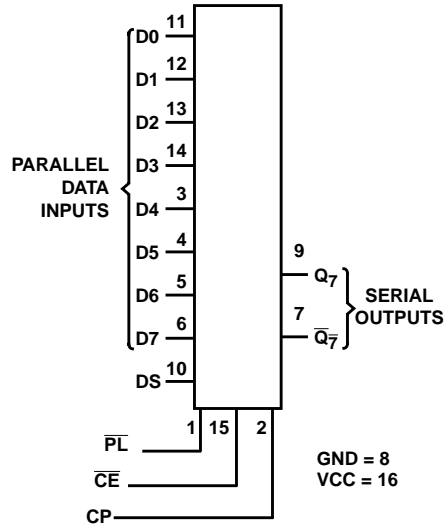 D0 11
D1 12
D2 13
D3 14
D4 3
D5 4
D6 5
D7 6
DS 10
PARALLEL
DATA
INPUTS
9 Q7
7 Q̅7̅
SERIAL
OUTPUTS
1 15 2
P̅L̅
C̅E̅
CP
GND = 8
VCC = 16